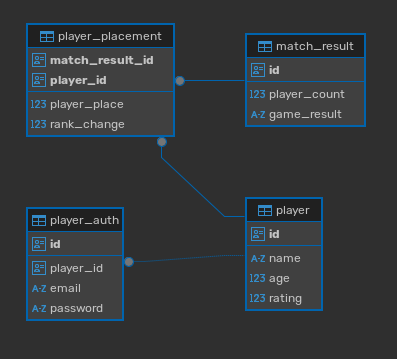 player_placement
match_result_id
player_id
123 player_place
123 rank_change
match_result
id
123 player_count
A-Z game_result
player_auth
id
player_id
A-Z email
A-Z password
player
id
A-Z name
123 age
123 rating